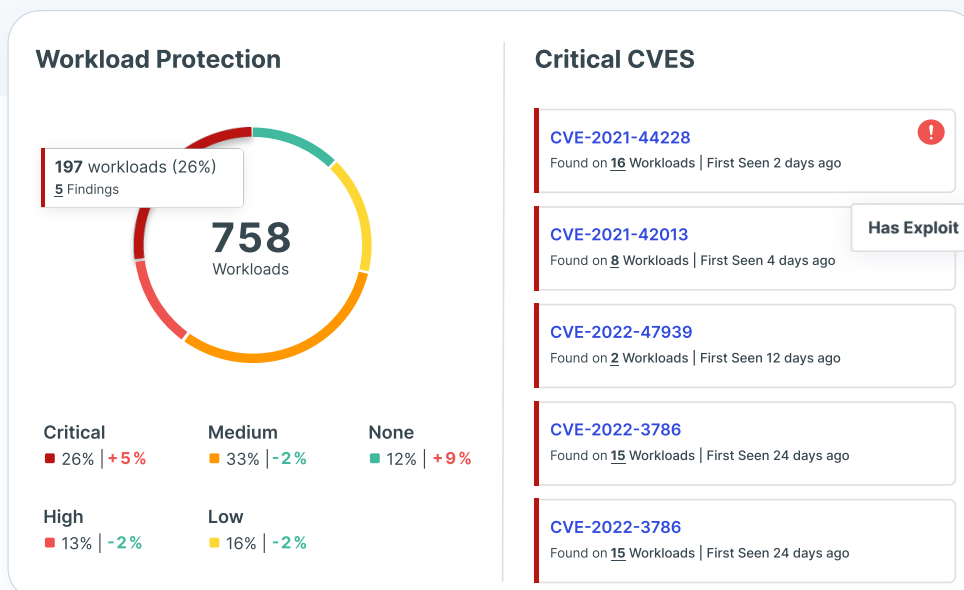 Workload Protection
197 workloads (26%)
5 Findings
758
Workloads
Critical
26% | +5%
Medium
33% | -2%
None
12% | +9%
High
13% | -2%
Low
16% | -2%
Critical CVES
CVE-2021-44228
!
Found on 16 Workloads | First Seen 2 days ago
Has Exploit
CVE-2021-42013
Found on 8 Workloads | First Seen 4 days ago
CVE-2022-47939
Found on 2 Workloads | First Seen 12 days ago
CVE-2022-3786
Found on 15 Workloads | First Seen 24 days ago
CVE-2022-3786
Found on 15 Workloads | First Seen 24 days ago